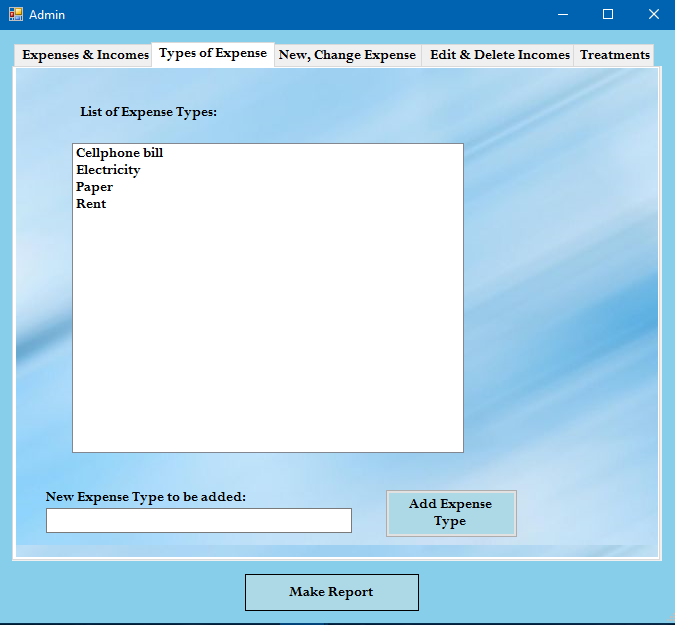 Admin
Expenses & Incomes
Types of Expense
New, Change Expense
Edit & Delete Incomes
Treatments
List of Expense Types:
Cellphone bill
Electricity
Paper
Rent
New Expense Type to be added:
Add Expense
Type
Make Report